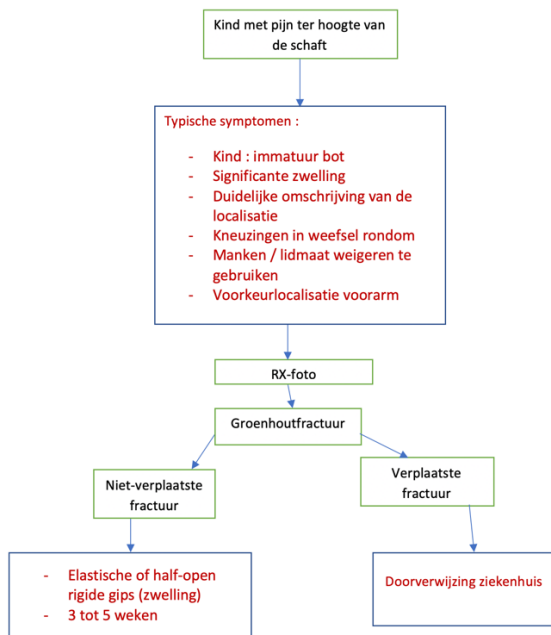 Kind met pijn ter hoogte van
de schaft
Typische symptomen :
- Kind : immatuur bot
- Significante zwelling
- Duidelijke omschrijving van de
localisatie
- Kneuzingen in weefsel rondom
- Manken / lidmaat weigeren te
gebruiken
- Voorkeurlocalisatie voorarm
RX-foto
Groenhoutfractuur
Niet-verplaatste
fractuur
Verplaatste
fractuur
- Elastische of half-open
rigide gips (zwelling)
- 3 tot 5 weken
Doorverwijzing ziekenhuis